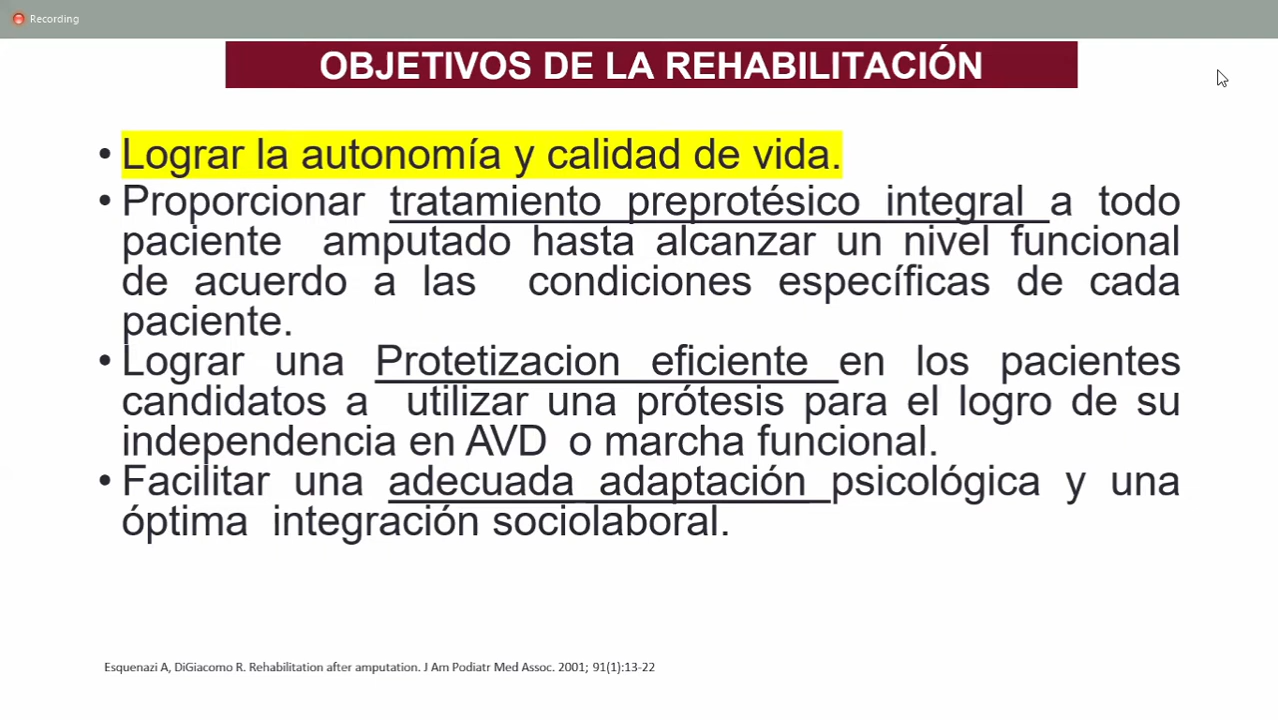 Recording
OBJETIVOS DE LA REHABILITACIÓN
• Lograr la autonomía y calidad de vida.
• Proporcionar tratamiento preprotésico integral a todo
paciente amputado hasta alcanzar un nivel funcional
de acuerdo a las condiciones específicas de cada
paciente.
• Lograr una Protetizacion eficiente en los pacientes
candidatos a utilizar una prótesis para el logro de su
independencia en AVD o marcha funcional.
• Facilitar una adecuada adaptación psicológica y una
óptima integración sociolaboral.
Esquenazi A, DiGiacomo R. Rehabilitation after amputation. J Am Podiatr Med Assoc. 2001; 91(1):13-22